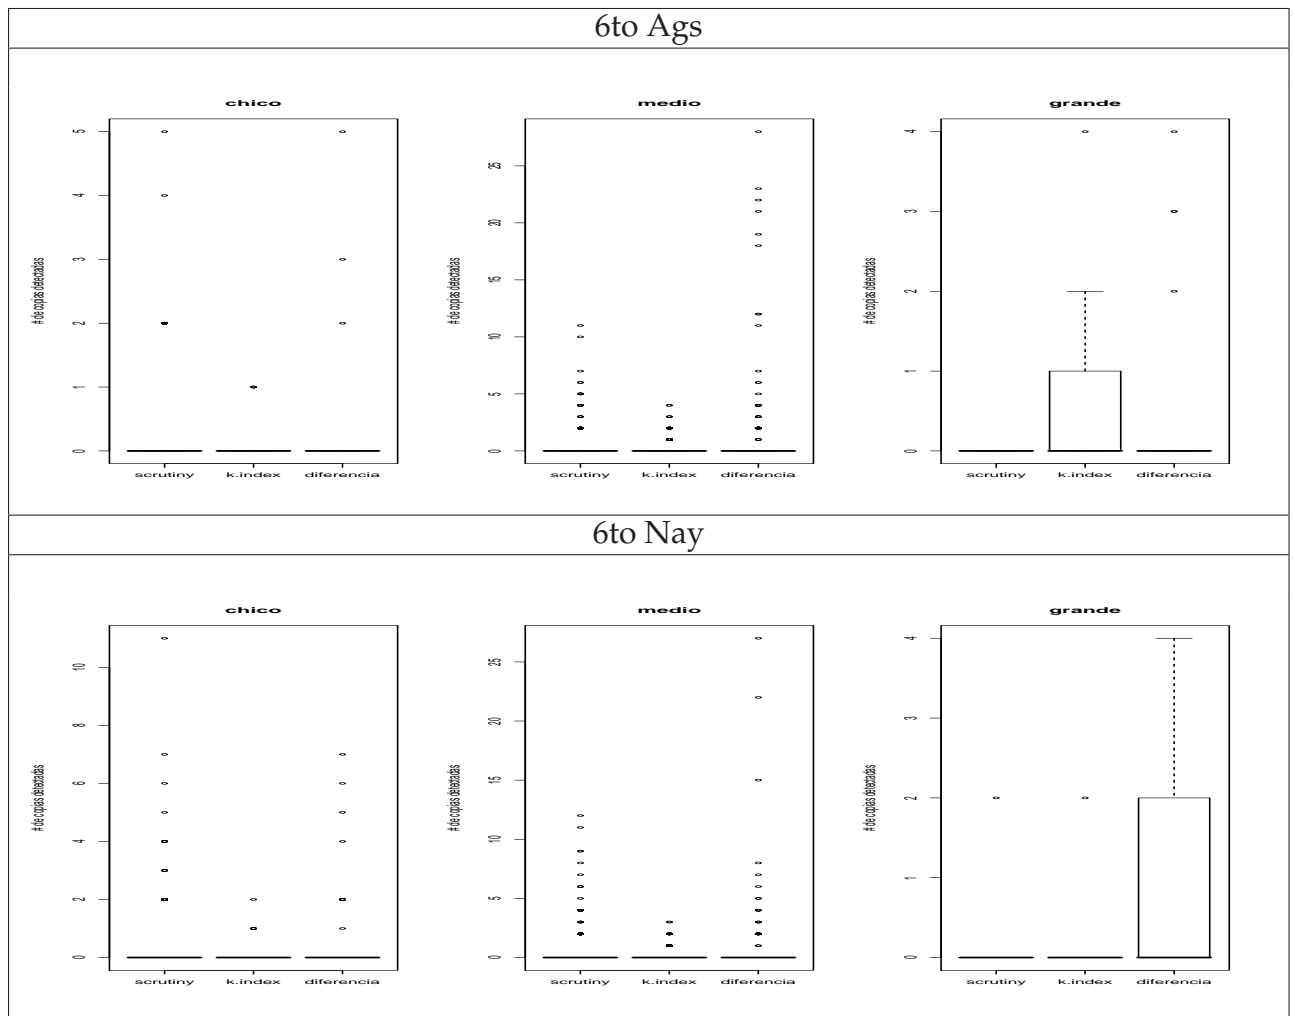 6to Ags
chico
medio
grande
# de copias detectadas
0 1 2 3 4 5
scrutiny k.index diferencia
# de copias detectadas
0 5 10 15 20 25
scrutiny k.index diferencia
# de copias detectadas
0 1 2 3 4
scrutiny k.index diferencia
6to Nay
chico
medio
grande
# de copias detectadas
0 2 4 6 8 10
scrutiny k.index diferencia
# de copias detectadas
0 5 10 15 20 25
scrutiny k.index diferencia
# de copias detectadas
0 1 2 3 4
scrutiny k.index diferencia